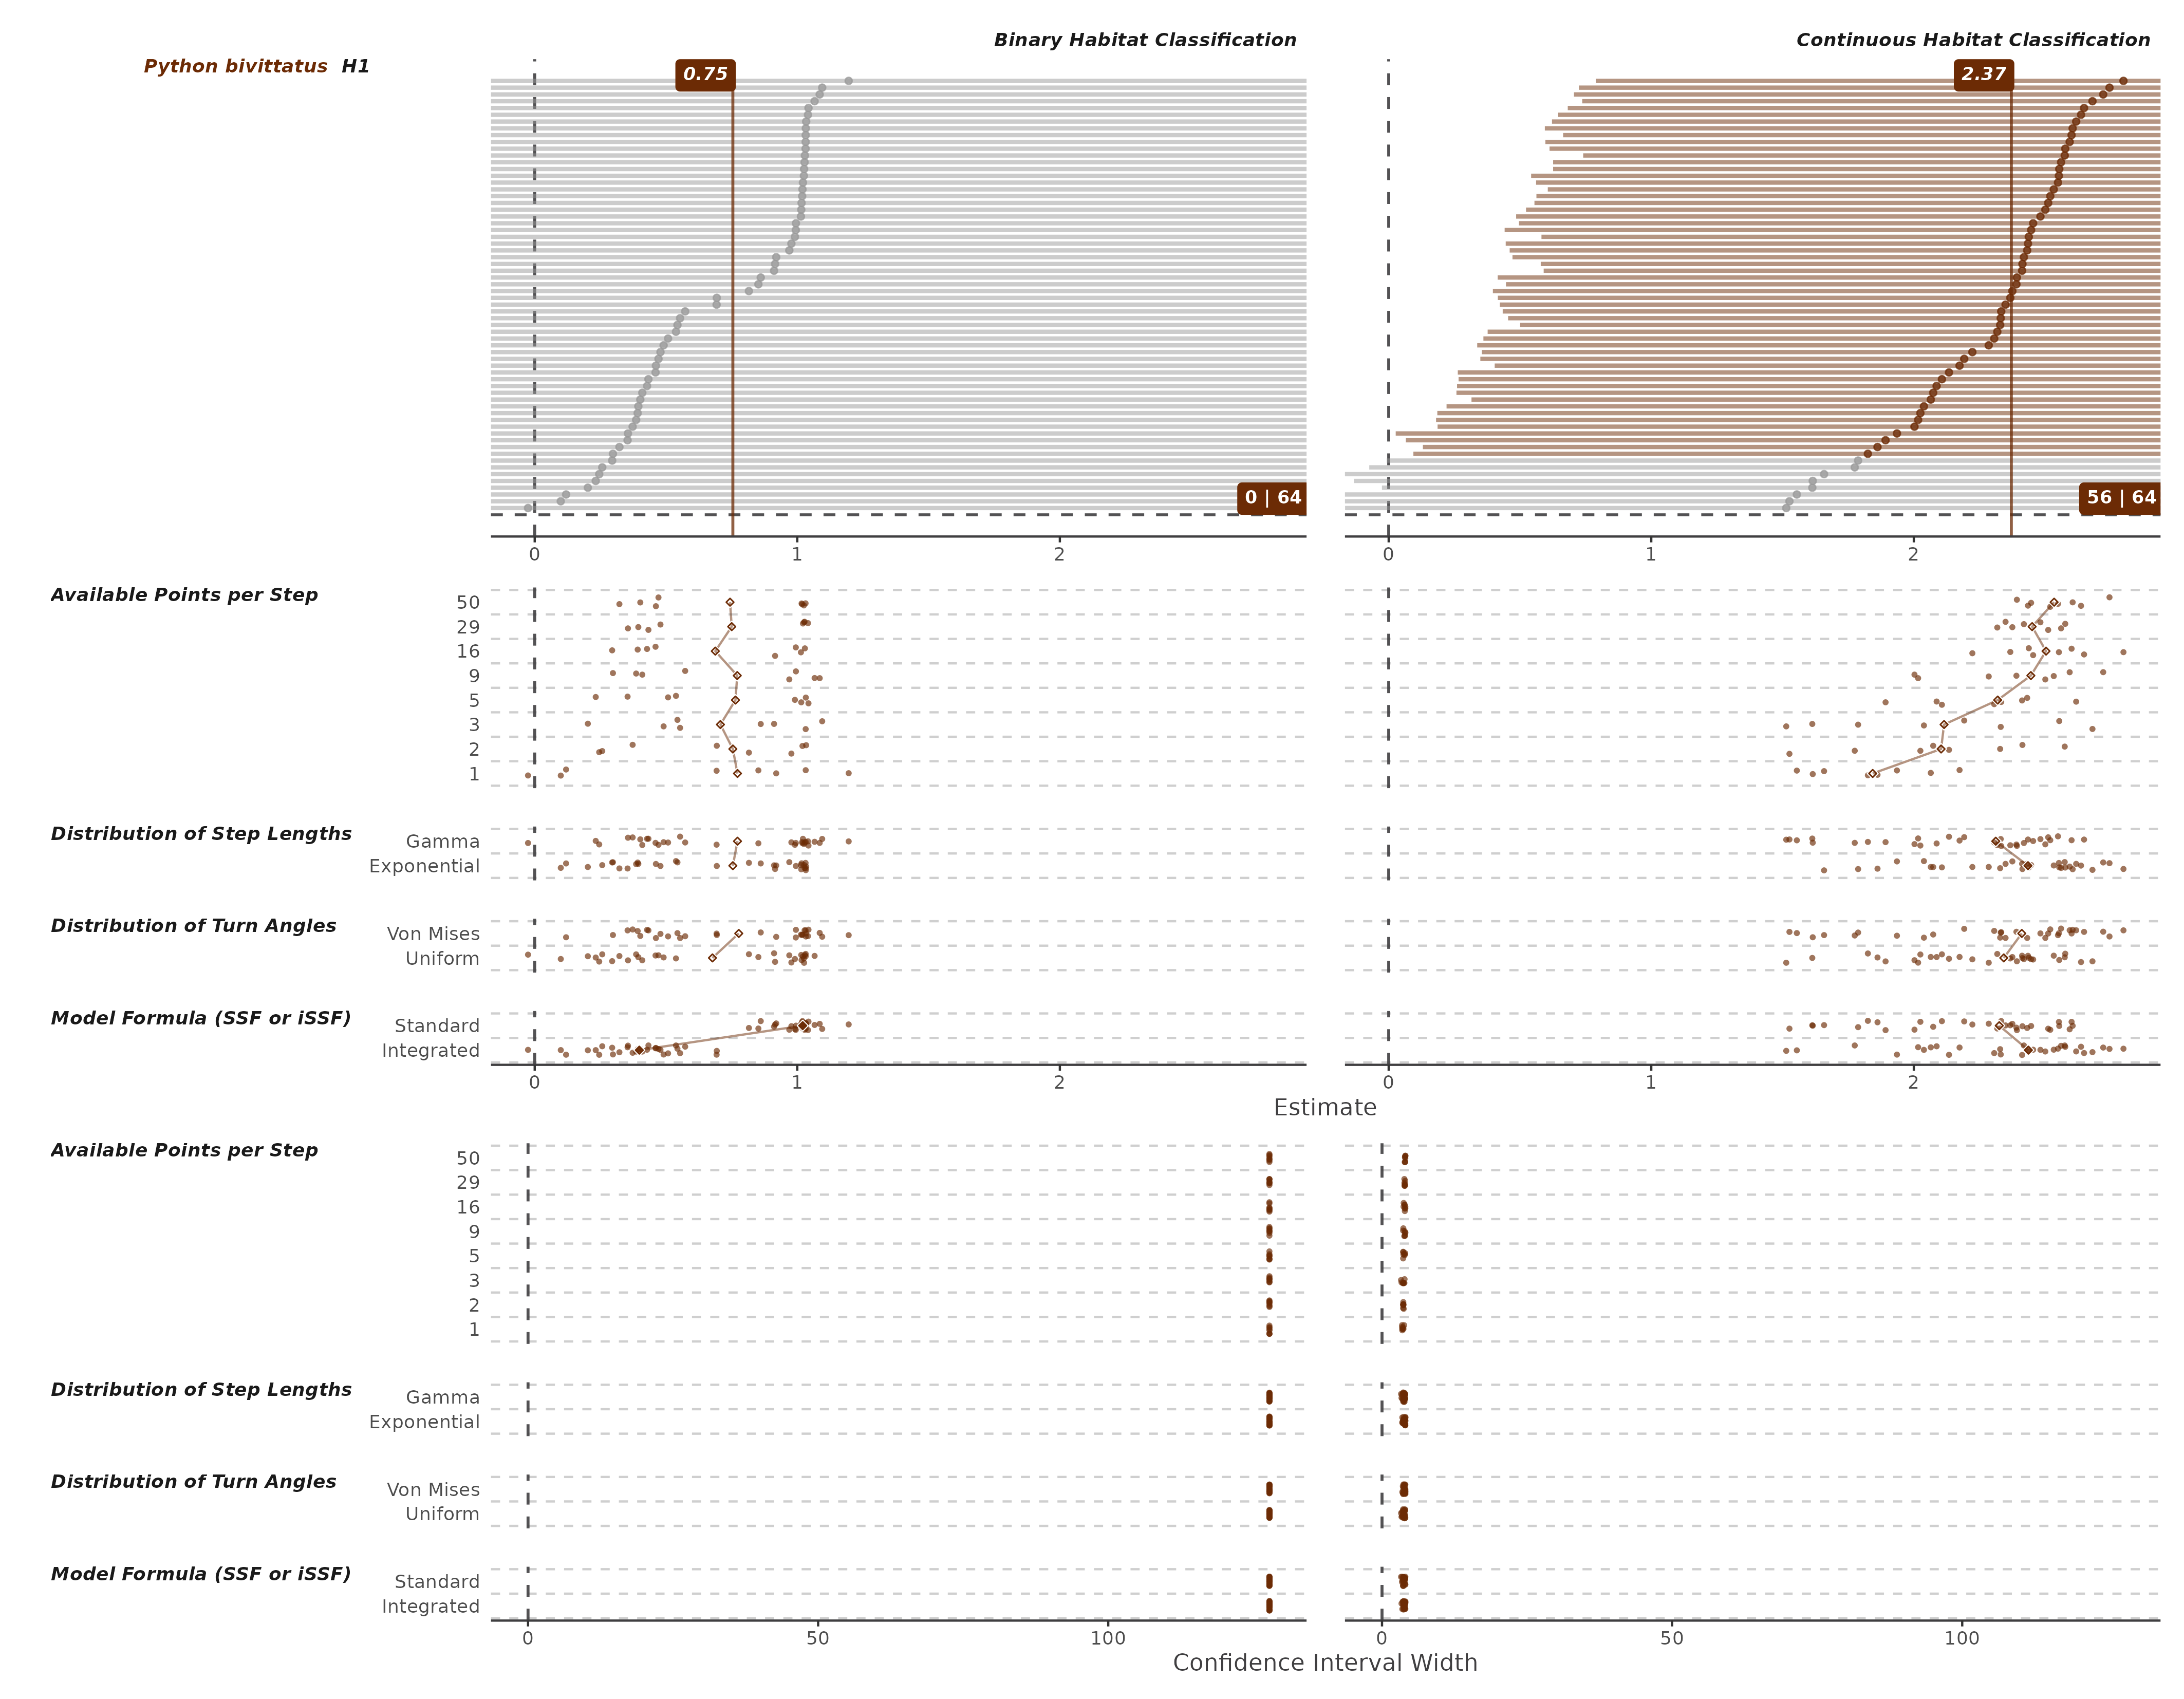 Binary Habitat Classification
Continuous Habitat Classification
Python bivittatus H1
0.75
2.37
0 | 64
56 | 64
0 1 2
0 1 2
Available Points per Step
50
29
16
9
5
3
2
1
Distribution of Step Lengths
Gamma
Exponential
Distribution of Turn Angles
Von Mises
Uniform
Model Formula (SSF or iSSF)
Standard
Integrated
0 1 2
0 1 2
Estimate
Available Points per Step
50
29
16
9
5
3
2
1
Distribution of Step Lengths
Gamma
Exponential
Distribution of Turn Angles
Von Mises
Uniform
Model Formula (SSF or iSSF)
Standard
Integrated
0 50 100
0 50 100
Confidence Interval Width